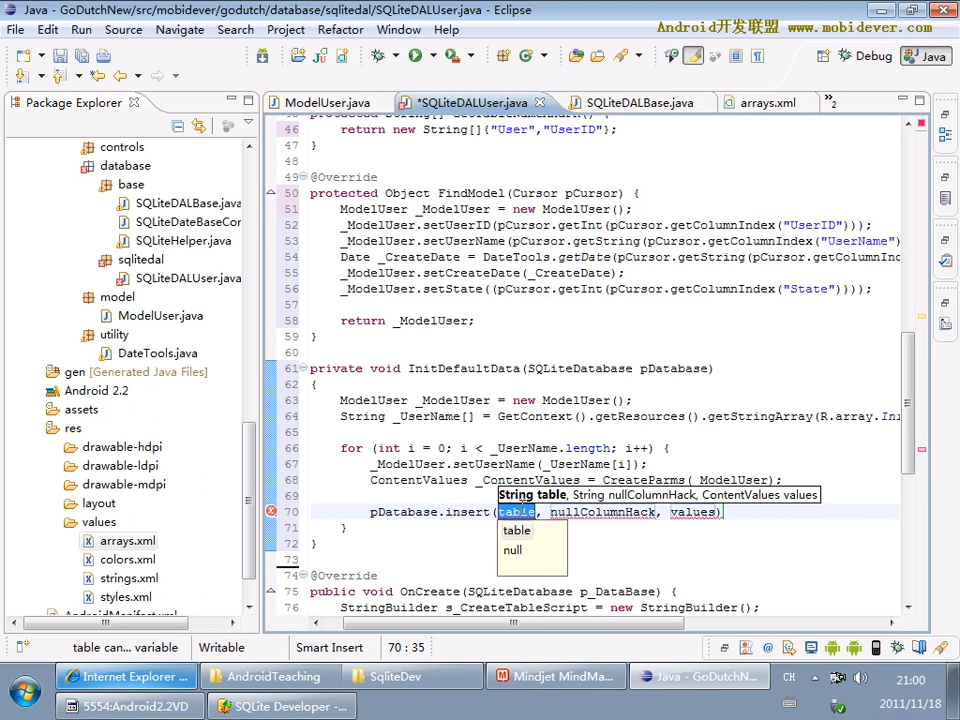 Java - GoDutchNew/src/mobidever/godutch/database/sqlitedal/SQLiteDALUser.java - Eclipse
Android开发联盟 www.mobidever.com
File Edit Source Navigate Search Project Refactor Window Help
Debug Java
Package Explorer
ModelUser.java *SQLiteDALUser.java SQLiteDALBase.java arrays.xml »2
controls
database
base
SQLiteDALBase.java
SQLiteDateBaseCor
SQLiteHelper.java
sqlitedal
SQLiteDALUser.java
model
ModelUser.java
utility
DateTools.java
gen [Generated Java Files]
Android 2.2
assets
res
drawable-hdpi
drawable-ldpi
drawable-mdpi
layout
values
arrays.xml
colors.xml
strings.xml
styles.xml
AndroidManifest.xml
46 return new String[]{"User","UserID"};
47 }
48
49 @Override
50 protected Object FindModel(Cursor pCursor) {
51 ModelUser _ModelUser = new ModelUser();
52 _ModelUser.setUserID(pCursor.getInt(pCursor.getColumnIndex("UserID")));
53 _ModelUser.setUserName(pCursor.getString(pCursor.getColumnIndex("UserName")
54 Date _CreateDate = DateTools.getDate(pCursor.getString(pCursor.getColumnInd
55 _ModelUser.setCreateDate(_CreateDate);
56 _ModelUser.setState((pCursor.getInt(pCursor.getColumnIndex("State"))));
57
58 return _ModelUser;
59 }
60
61 private void InitDefaultData(SQLiteDatabase pDatabase)
62 {
63 ModelUser _ModelUser = new ModelUser();
64 String _UserName[] = GetContext().getResources().getStringArray(R.array.Ini
65
66 for (int i = 0; i < _UserName.length; i++) {
67 _ModelUser.setUserName(_UserName[i]);
68 ContentValues _ContentValues = CreateParms(_ModelUser);
69
String table, String nullColumnHack, ContentValues values
70 pDatabase.insert(table, nullColumnHack, values)
71 }
table
null
72 }
73
74 @Override
75 public void OnCreate(SQLiteDatabase p_DataBase) {
76 StringBuilder s_CreateTableScript = new StringBuilder();
table can... variable Writable Smart Insert 70 : 35
Internet Explorer ... AndroidTeaching SqliteDev Mindjet MindMa... Java - GoDutchN... CH 21:00
5554:Android2.2VD SQLite Developer - ... 2011/11/18